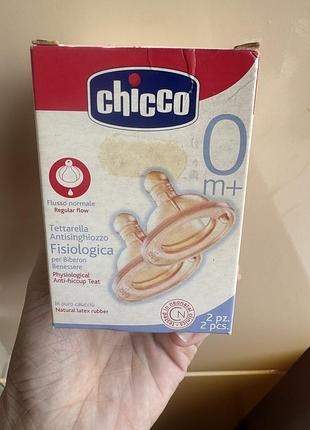 chicco
0
m+
Flusso normale
Regular flow
Tettarella
Antisinghiozzo
Fisiologica
per Biberon
Benessere
Physiological
Anti-hiccup Teat
in puro caucciù
Natural latex rubber
2 pz.
2 pcs.